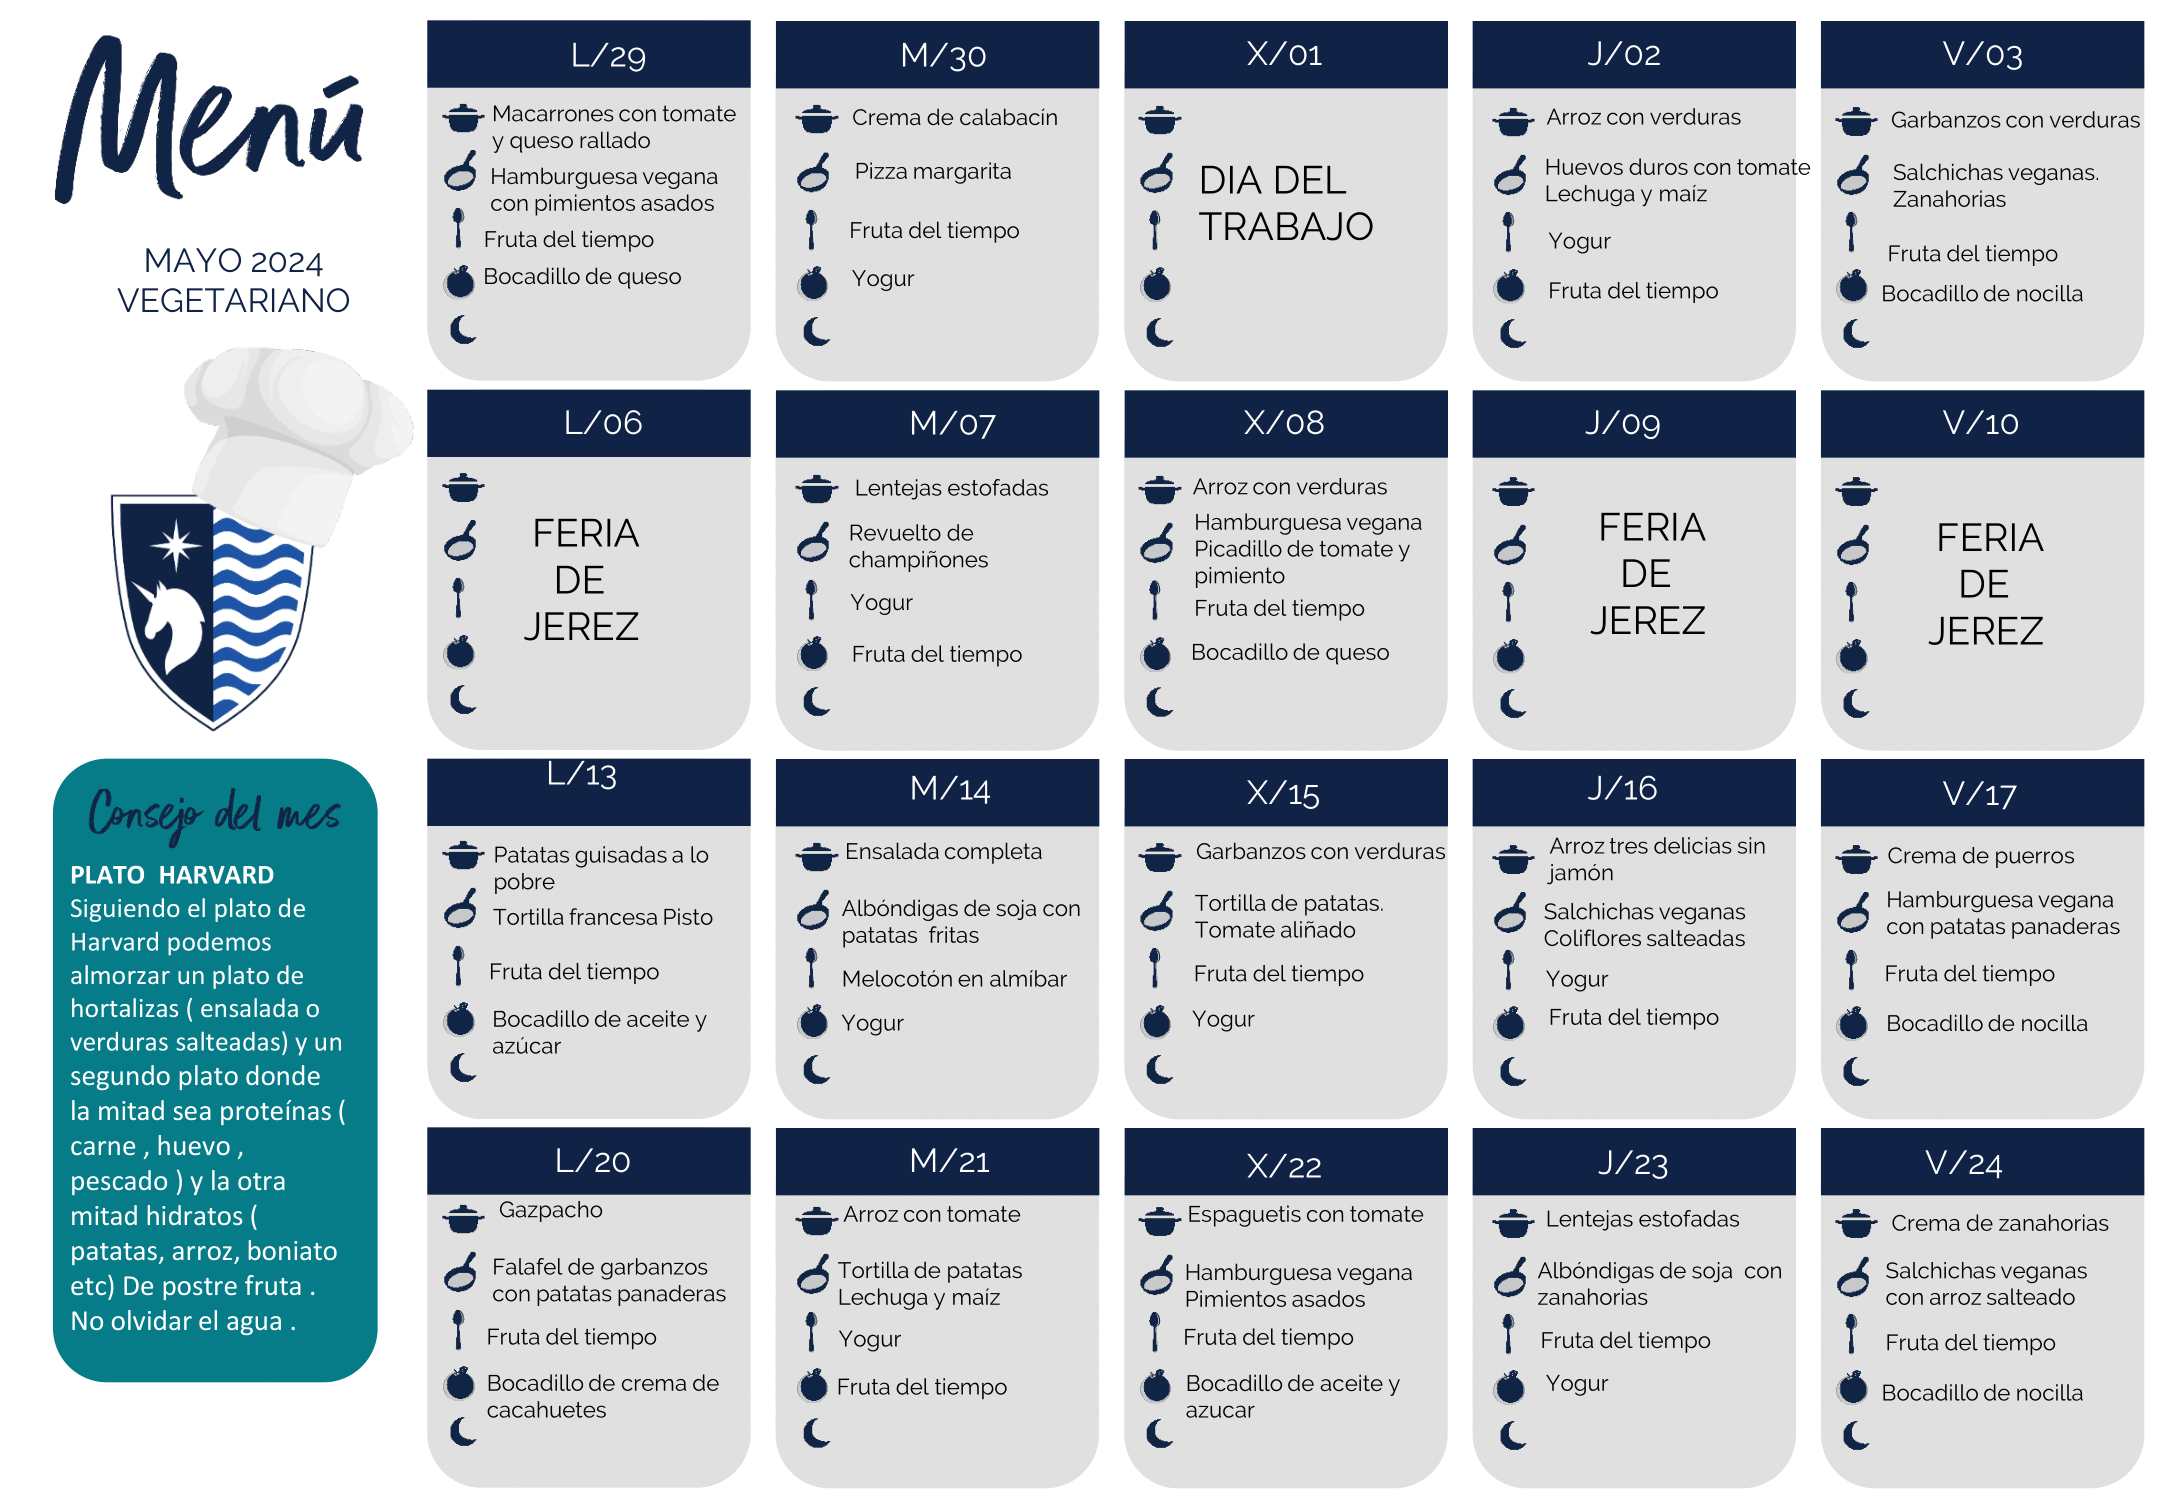 Menú
MAYO 2024
VEGETARIANO
L/29
Macarrones con tomate
y queso rallado
Hamburguesa vegana
con pimientos asados
Fruta del tiempo
Bocadillo de queso
M/30
Crema de calabacín
Pizza margarita
Fruta del tiempo
Yogur
X/01
DIA DEL
TRABAJO
J/02
Arroz con verduras
Huevos duros con tomate
Lechuga y maíz
Yogur
Fruta del tiempo
V/03
Garbanzos con verduras
Salchichas veganas.
Zanahorias
Fruta del tiempo
Bocadillo de nocilla
L/06
FERIA
DE
JEREZ
M/07
Lentejas estofadas
Revuelto de
champiñones
Yogur
Fruta del tiempo
X/08
Arroz con verduras
Hamburguesa vegana
Picadillo de tomate y
pimiento
Fruta del tiempo
Bocadillo de queso
J/09
FERIA
DE
JEREZ
V/10
FERIA
DE
JEREZ
Consejo del mes
PLATO  HARVARD
Siguiendo el plato de
Harvard podemos
almorzar un plato de
hortalizas ( ensalada o
verduras salteadas) y un
segundo plato donde
la mitad sea proteínas (
carne , huevo ,
pescado ) y la otra
mitad hidratos (
patatas, arroz, boniato
etc) De postre fruta .
No olvidar el agua .
L/13
Patatas guisadas a lo
pobre
Tortilla francesa Pisto
Fruta del tiempo
Bocadillo de aceite y
azúcar
M/14
Ensalada completa
Albóndigas de soja con
patatas  fritas
Melocotón en almíbar
Yogur
X/15
Garbanzos con verduras
Tortilla de patatas.
Tomate aliñado
Fruta del tiempo
Yogur
J/16
Arroz tres delicias sin
jamón
Salchichas veganas
Coliflores salteadas
Yogur
Fruta del tiempo
V/17
Crema de puerros
Hamburguesa vegana
con patatas panaderas
Fruta del tiempo
Bocadillo de nocilla
L/20
Gazpacho
Falafel de garbanzos
con patatas panaderas
Fruta del tiempo
Bocadillo de crema de
cacahuetes
M/21
Arroz con tomate
Tortilla de patatas
Lechuga y maíz
Yogur
Fruta del tiempo
X/22
Espaguetis con tomate
Hamburguesa vegana
Pimientos asados
Fruta del tiempo
Bocadillo de aceite y
azucar
J/23
Lentejas estofadas
Albóndigas de soja  con
zanahorias
Fruta del tiempo
Yogur
V/24
Crema de zanahorias
Salchichas veganas
con arroz salteado
Fruta del tiempo
Bocadillo de nocilla